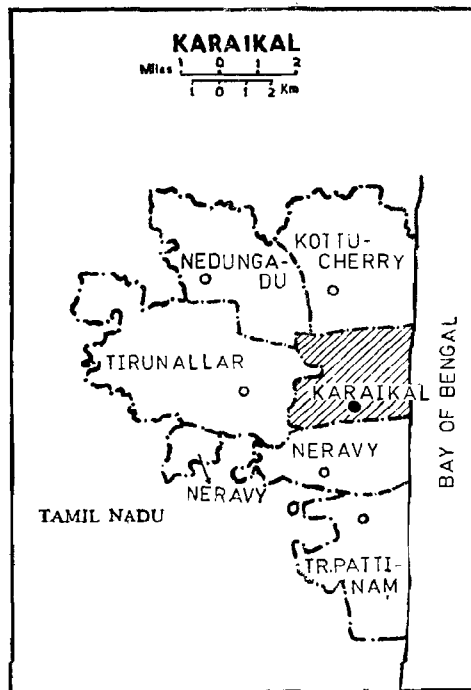 KARAIKAL
Miles 1 0 1 2
1 0 1 2 Km
KOTTU-
CHERRY
NEDUNGA-
DU
TIRUNALLAR
KARAIKAL
BAY OF BENGAL
NERAVY
NERAVY
TAMIL NADU
TR.PATTI-
NAM